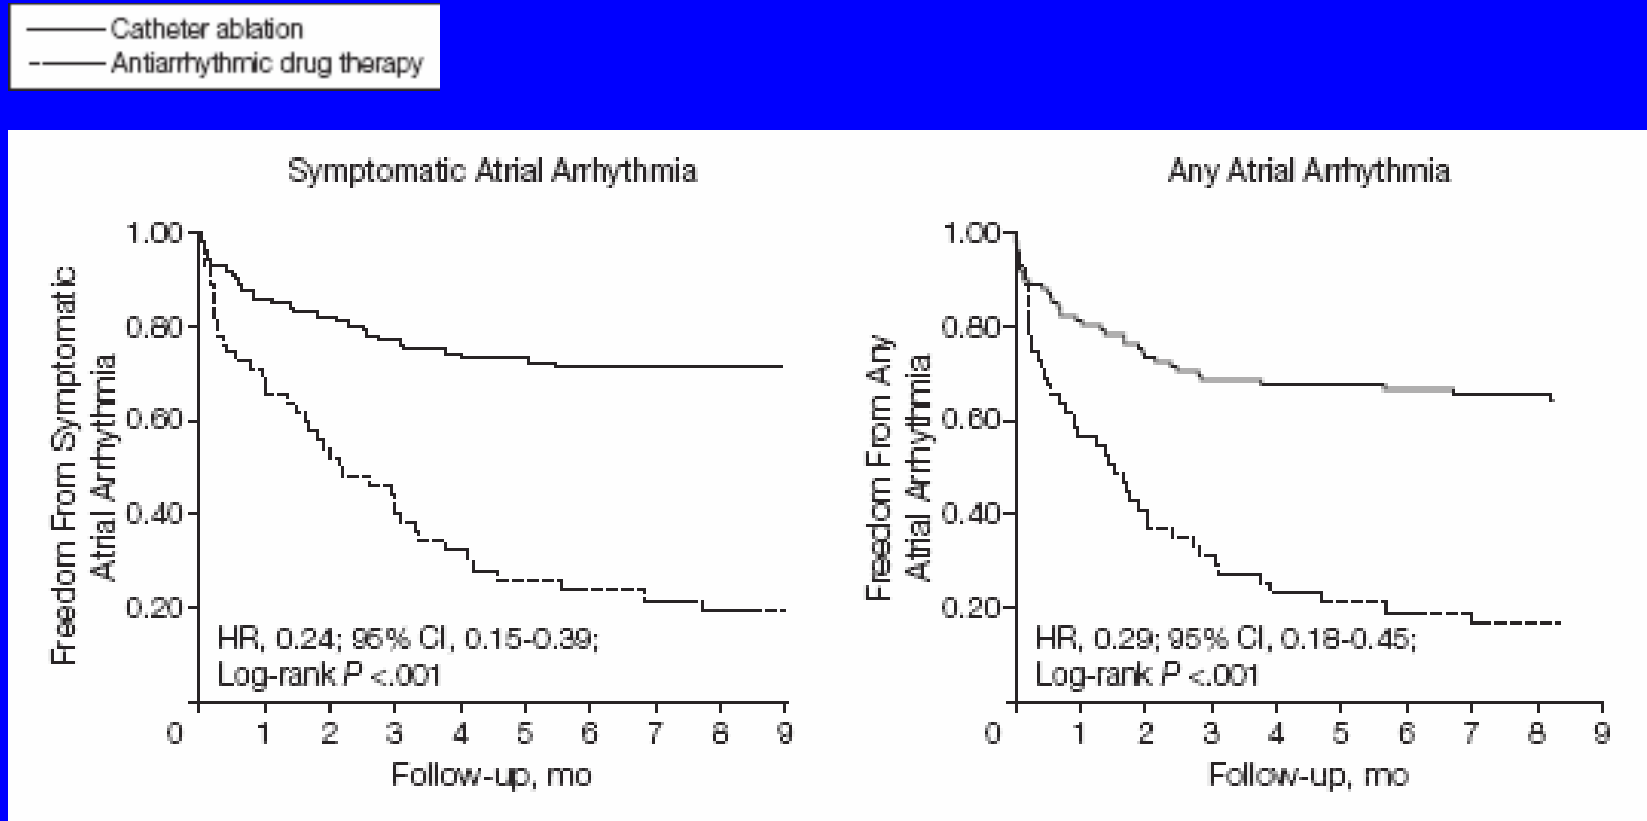 Catheter ablation
Antiarrhythmic drug therapy
Symptomatic Atrial Arrhythmia
Freedom From Symptomatic
Atrial Arrhythmia
1.00
0.80
0.60
0.40
0.20
HR, 0.24; 95% CI, 0.15-0.39;
Log-rank P <.001
0 1 2 3 4 5 6 7 8 9
Follow-up, mo
Any Atrial Arrhythmia
Freedom From Any
Atrial Arrhythmia
1.00
0.80
0.60
0.40
0.20
HR, 0.29; 95% CI, 0.18-0.45;
Log-rank P <.001
0 1 2 3 4 5 6 7 8 9
Follow-up, mo